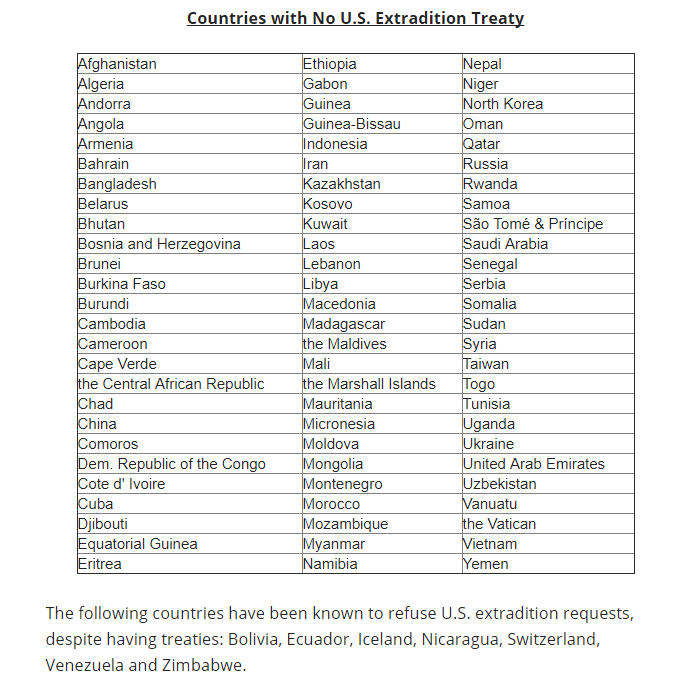 Countries with No U.S. Extradition Treaty
Afghanistan Ethiopia Nepal
Algeria Gabon Niger
Andorra Guinea North Korea
Angola Guinea-Bissau Oman
Armenia Indonesia Qatar
Bahrain Iran Russia
Bangladesh Kazakhstan Rwanda
Belarus Kosovo Samoa
Bhutan Kuwait São Tomé & Príncipe
Bosnia and Herzegovina Laos Saudi Arabia
Brunei Lebanon Senegal
Burkina Faso Libya Serbia
Burundi Macedonia Somalia
Cambodia Madagascar Sudan
Cameroon the Maldives Syria
Cape Verde Mali Taiwan
the Central African Republic the Marshall Islands Togo
Chad Mauritania Tunisia
China Micronesia Uganda
Comoros Moldova Ukraine
Dem. Republic of the Congo Mongolia United Arab Emirates
Cote d' Ivoire Montenegro Uzbekistan
Cuba Morocco Vanuatu
Djibouti Mozambique the Vatican
Equatorial Guinea Myanmar Vietnam
Eritrea Namibia Yemen
The following countries have been known to refuse U.S. extradition requests,
despite having treaties: Bolivia, Ecuador, Iceland, Nicaragua, Switzerland,
Venezuela and Zimbabwe.